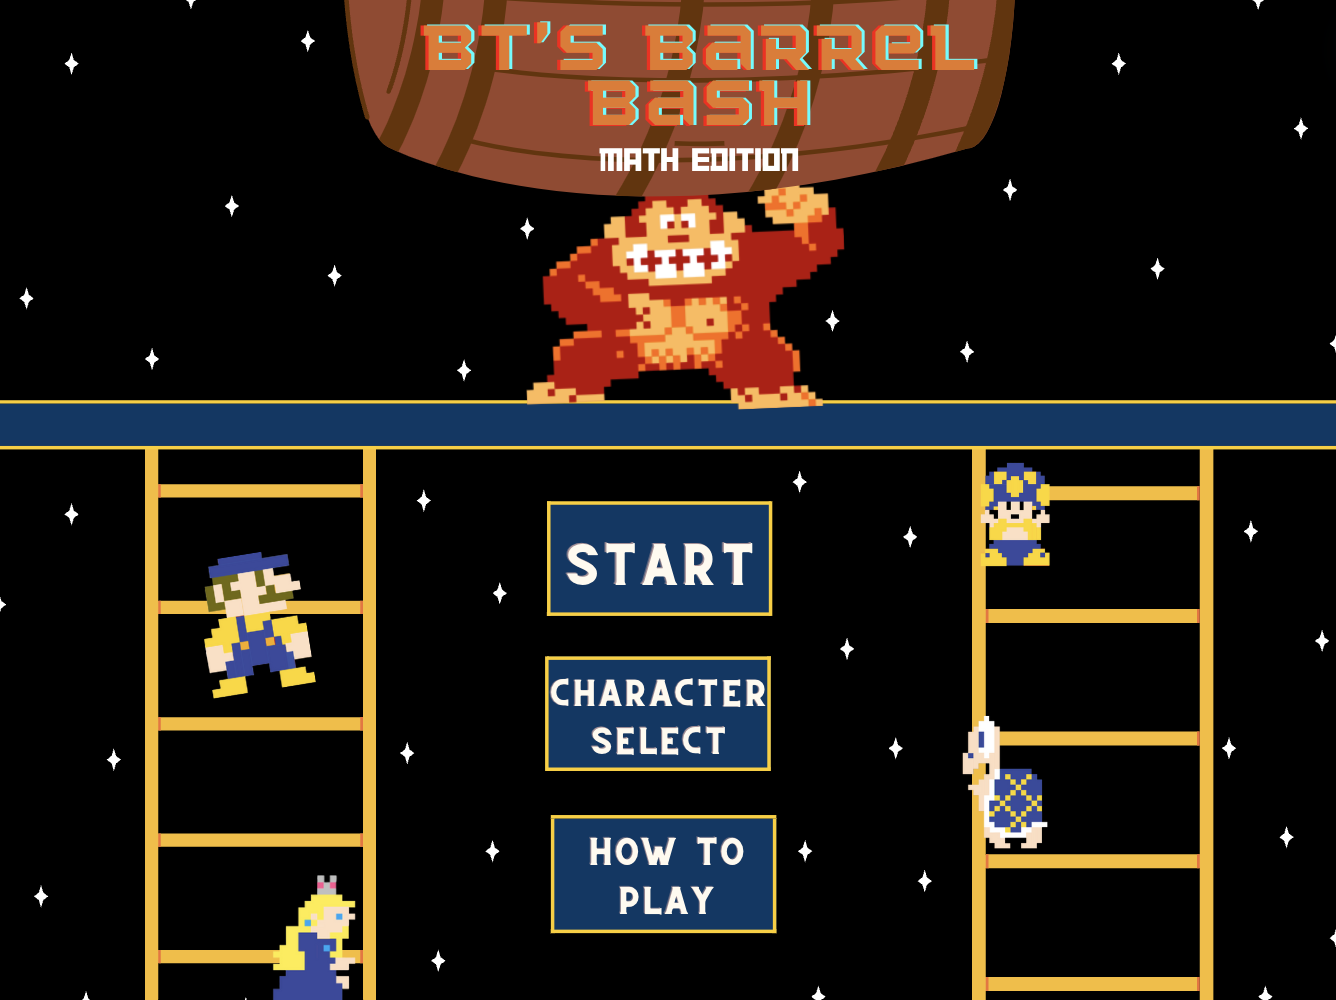 BT'S BARREL
BASH
MATH EDITION
START
CHARACTER
SELECT
HOW TO
PLAY